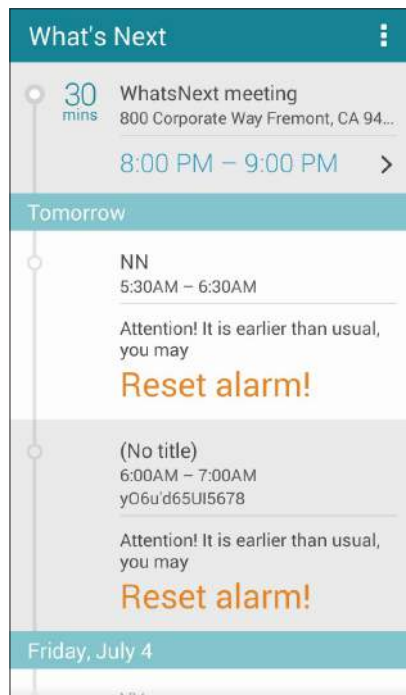 What's Next
30 mins
WhatsNext meeting
800 Corporate Way Fremont, CA 94...
8:00 PM – 9:00 PM
Tomorrow
NN
5:30AM – 6:30AM
Attention! It is earlier than usual,
you may
Reset alarm!
(No title)
6:00AM – 7:00AM
yO6u'd65UI5678
Attention! It is earlier than usual,
you may
Reset alarm!
Friday, July 4